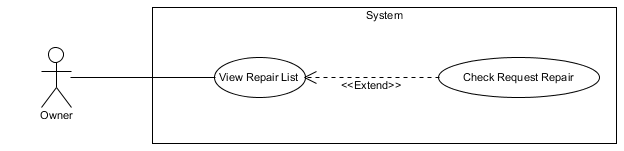 System
View Repair List
Check Request Repair
<<Extend>>
Owner